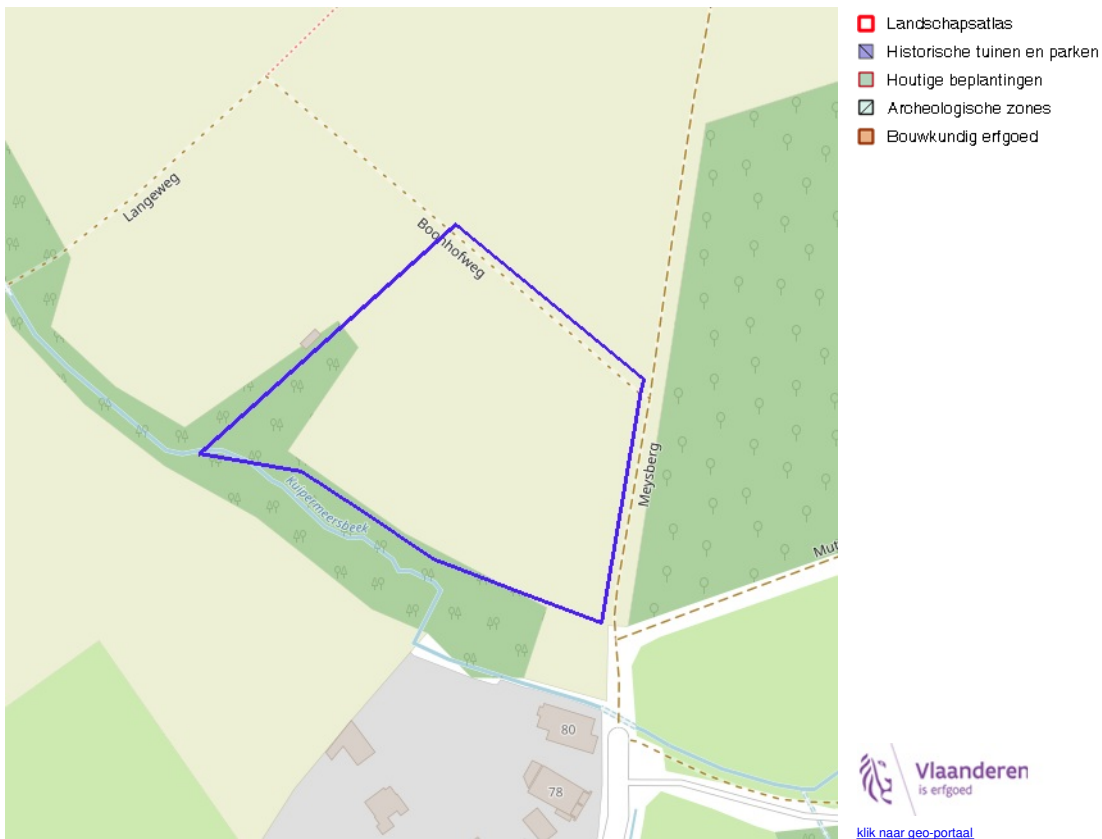 Landschapsatlas
Historische tuinen en parken
Houtige beplantingen
Archeologische zones
Bouwkundig erfgoed
Langeweg
Boonhofweg
Meysberg
Kuipermeersbeek
Mut
80
78
Vlaanderen
is erfgoed
klik naar geo-portaal